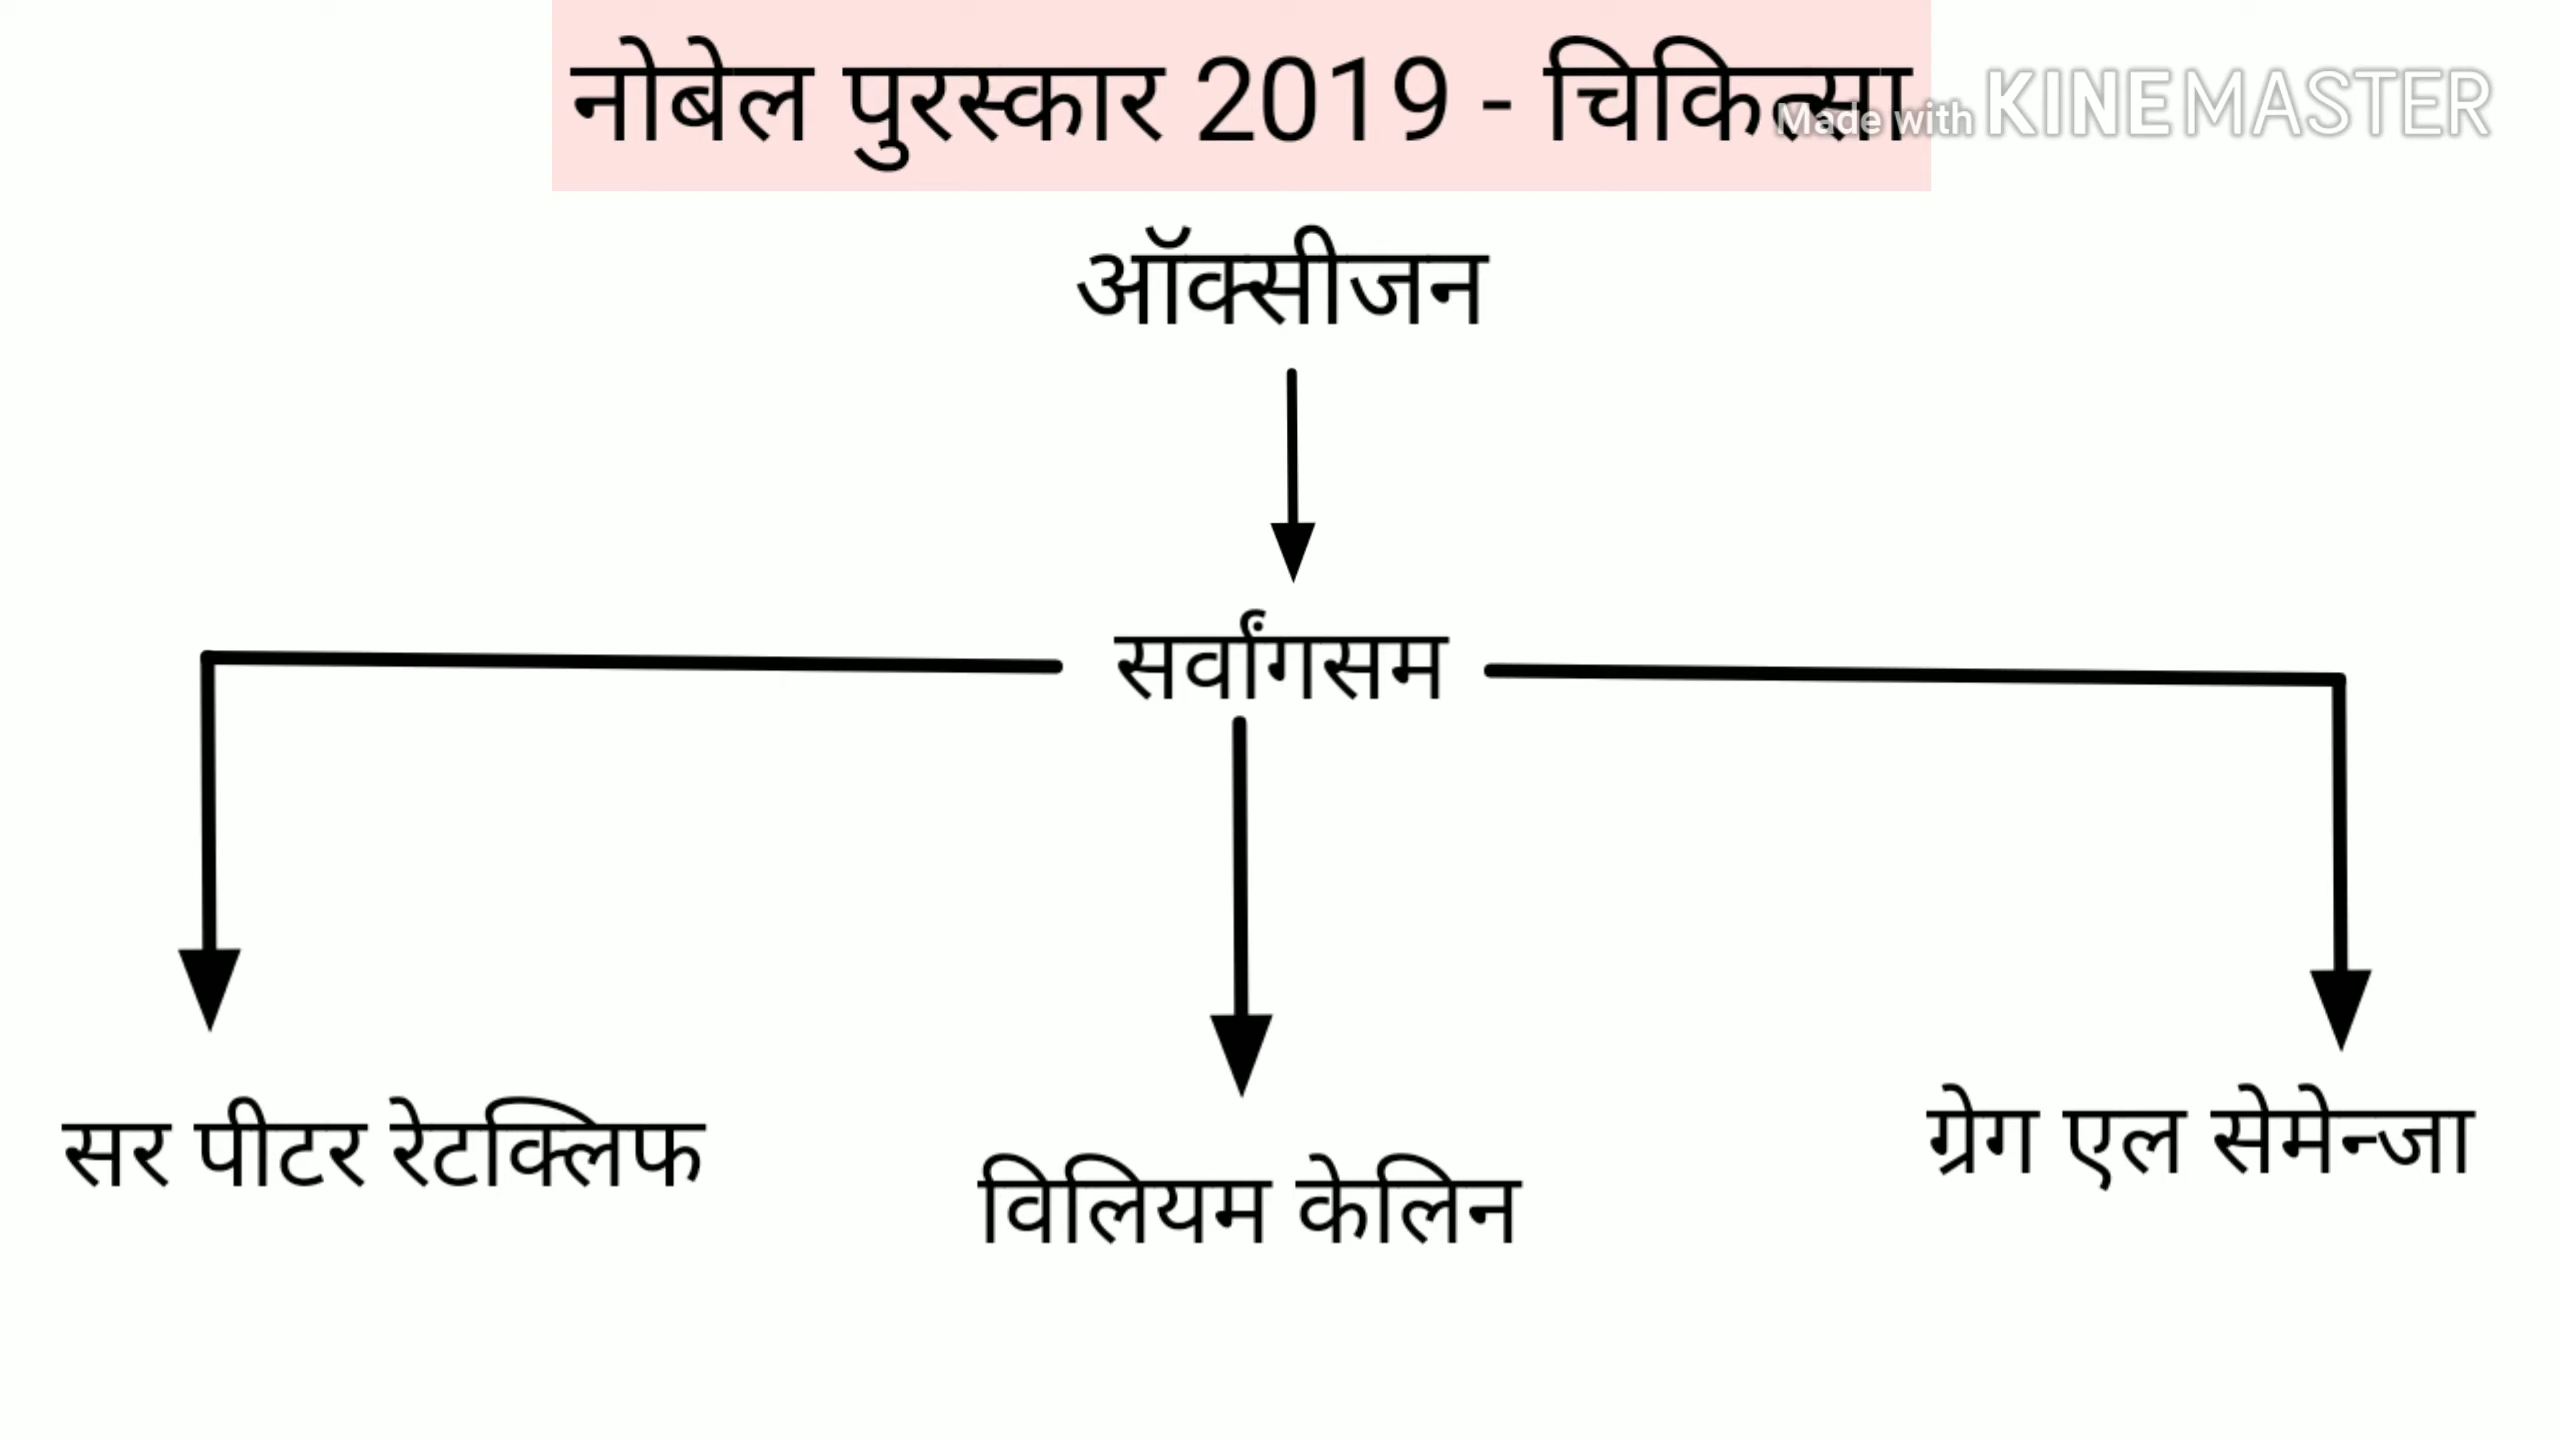 नोबेल पुरस्कार 2019 - चिकित्सा
Made with KINEMASTER
ऑक्सीजन
सर्वांगसम
सर पीटर रेटक्लिफ
विलियम केलिन
ग्रेग एल सेमेन्जा